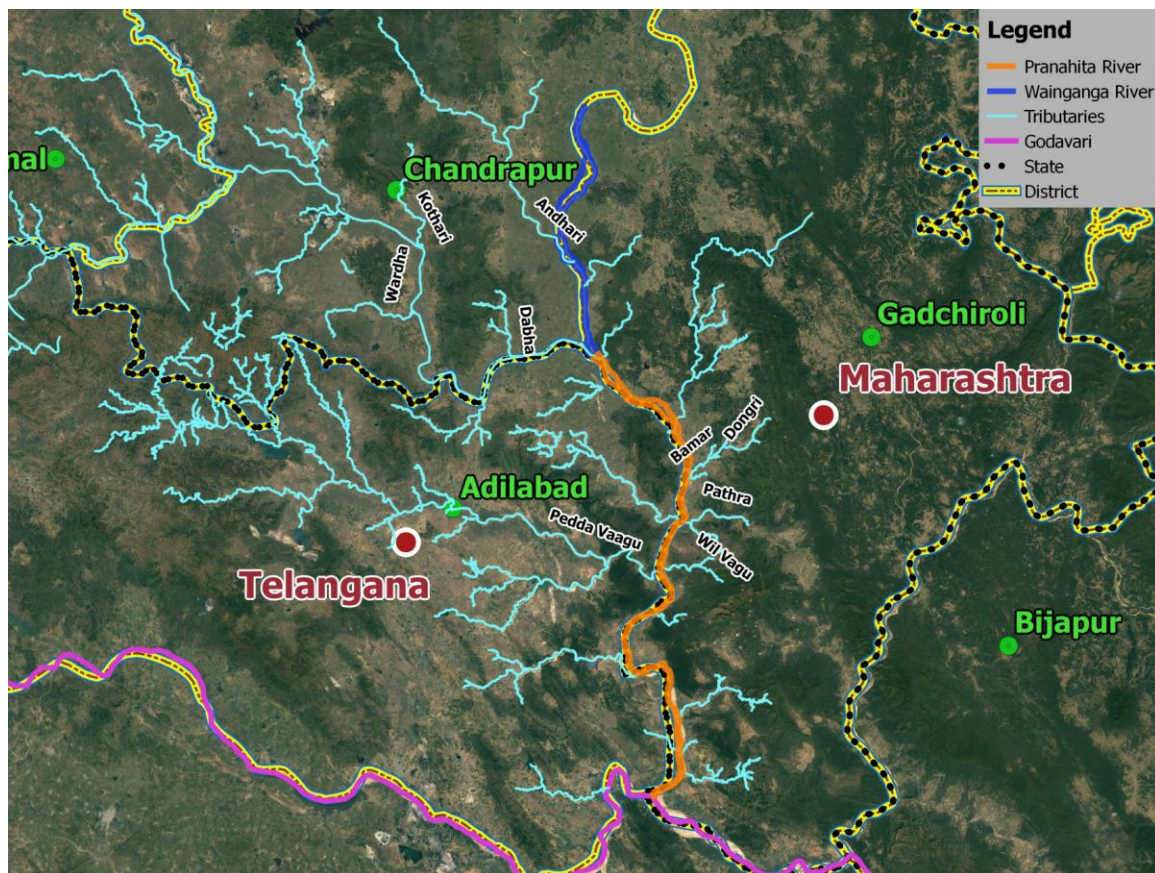 Legend
Pranahita River
Wainganga River
Tributaries
Godavari
State
District
mal
Chandrapur
Kothari
Andhari
Wardha
Dabha
Gadchiroli
Maharashtra
Dongri
Bamar
Adilabad
Pathra
Pedda Vaagu
Wil Vagu
Telangana
Bijapur